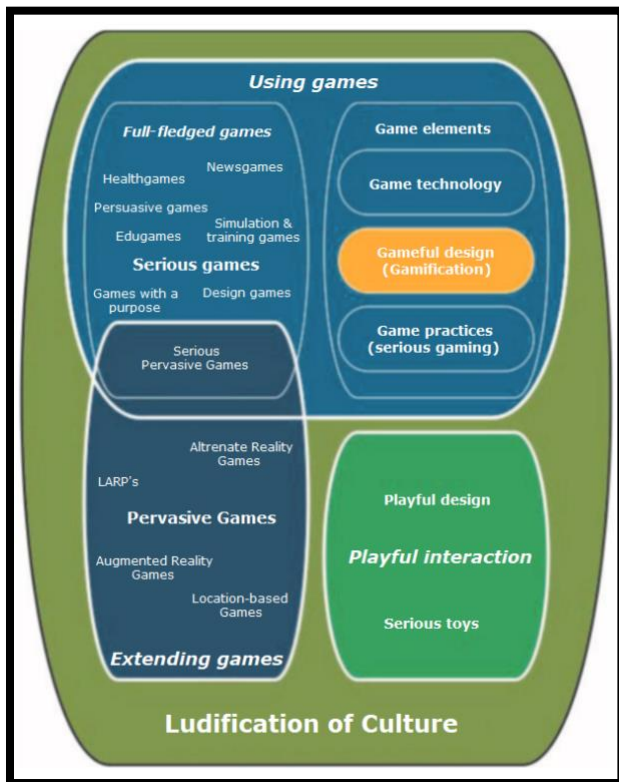 Using games
Full-fledged games
Newsgames
Healthgames
Persuasive games
Edugames
Simulation &
training games
Serious games
Games with a
purpose
Design games
Serious
Pervasive Games
Game elements
Game technology
Gameful design
(Gamification)
Game practices
(serious gaming)
Altrenate Reality
Games
LARP's
Pervasive Games
Augmented Reality
Games
Location-based
Games
Extending games
Playful design
Playful interaction
Serious toys
Ludification of Culture